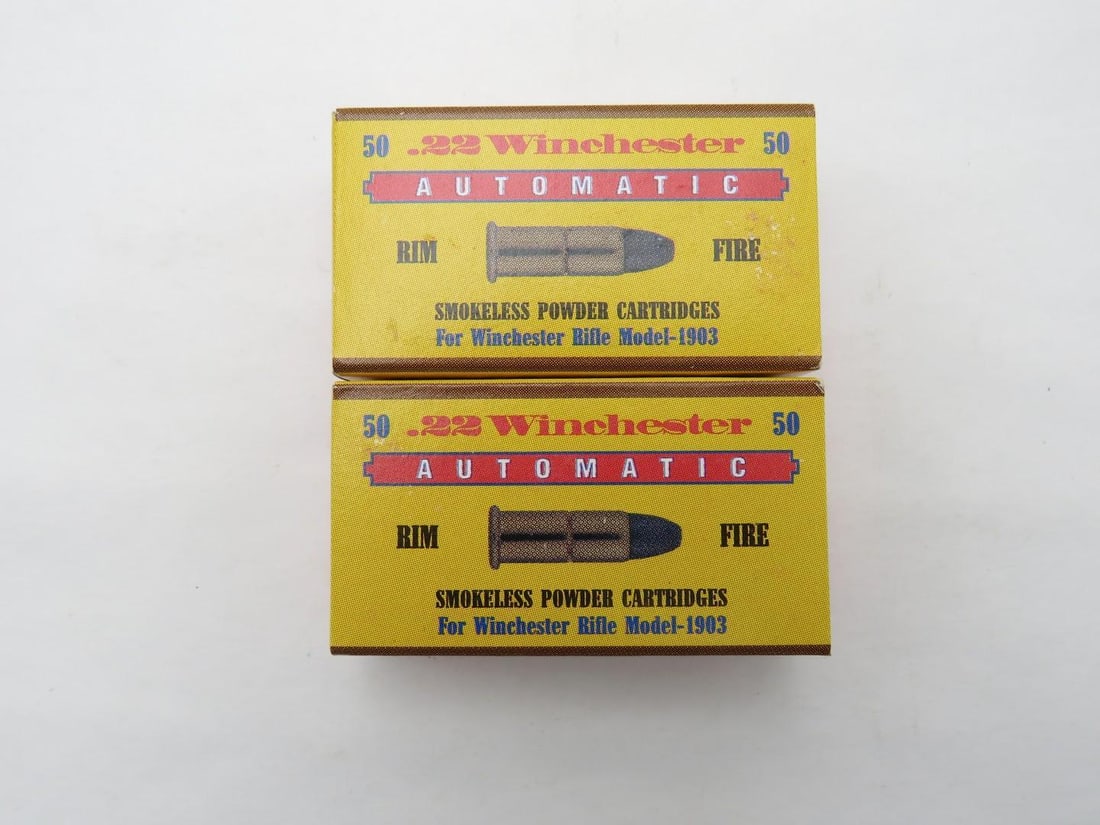 50 .22 Winchester 50
AUTOMATIC
RIM FIRE
SMOKELESS POWDER CARTRIDGES
For Winchester Rifle Model-1903
50 .22 Winchester 50
AUTOMATIC
RIM FIRE
SMOKELESS POWDER CARTRIDGES
For Winchester Rifle Model-1903